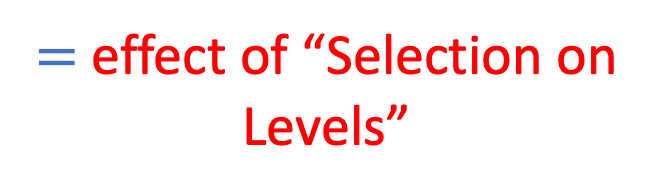 = effect of “Selection on
Levels”